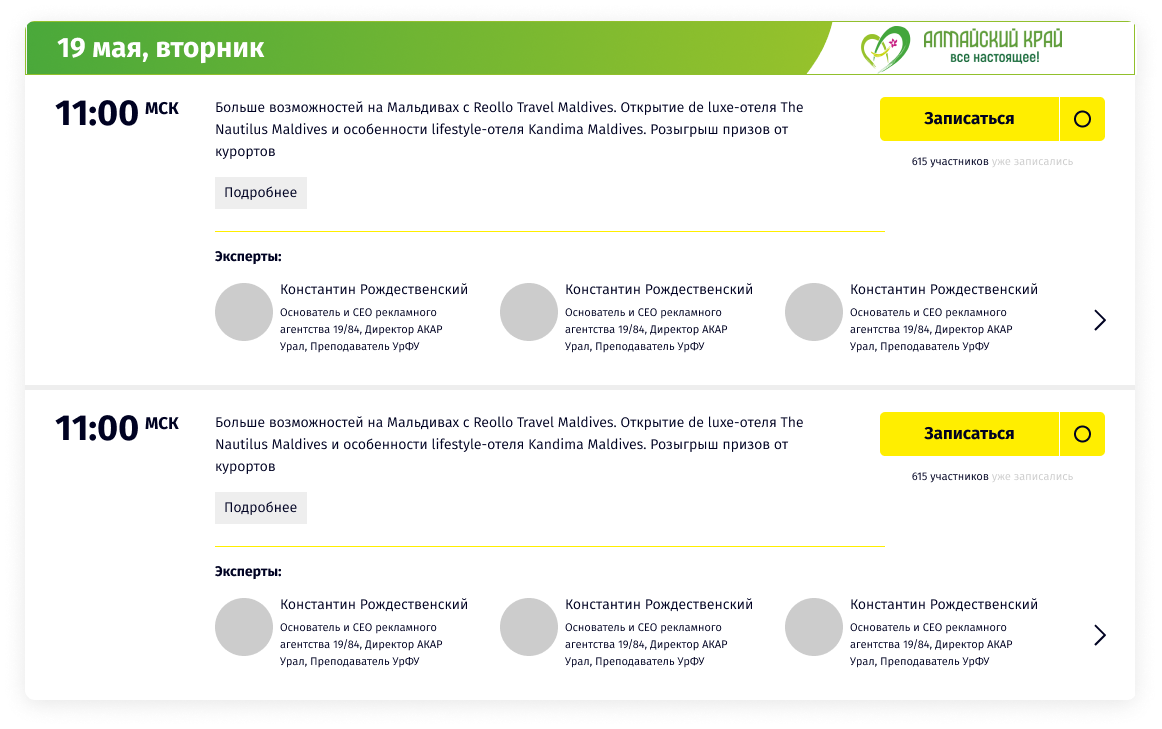 19 мая, вторник
АЛТАЙСКИЙ КРАЙ
все настоящее!
11:00 МСК
Больше возможностей на Мальдивах с Reollo Travel Maldives. Открытие de luxe-отеля The
Nautilus Maldives и особенности lifestyle-отеля Kandima Maldives. Розыгрыш призов от
курортов
Записаться
615 участников уже записались
Подробнее
Эксперты:
Константин Рождественский
Основатель и CEO рекламного
агентства 19/84, Директор АКАР
Урал, Преподаватель УрФУ
Константин Рождественский
Основатель и CEO рекламного
агентства 19/84, Директор АКАР
Урал, Преподаватель УрФУ
Константин Рождественский
Основатель и CEO рекламного
агентства 19/84, Директор АКАР
Урал, Преподаватель УрФУ
11:00 МСК
Больше возможностей на Мальдивах с Reollo Travel Maldives. Открытие de luxe-отеля The
Nautilus Maldives и особенности lifestyle-отеля Kandima Maldives. Розыгрыш призов от
курортов
Записаться
615 участников уже записались
Подробнее
Эксперты:
Константин Рождественский
Основатель и CEO рекламного
агентства 19/84, Директор АКАР
Урал, Преподаватель УрФУ
Константин Рождественский
Основатель и CEO рекламного
агентства 19/84, Директор АКАР
Урал, Преподаватель УрФУ
Константин Рождественский
Основатель и CEO рекламного
агентства 19/84, Директор АКАР
Урал, Преподаватель УрФУ